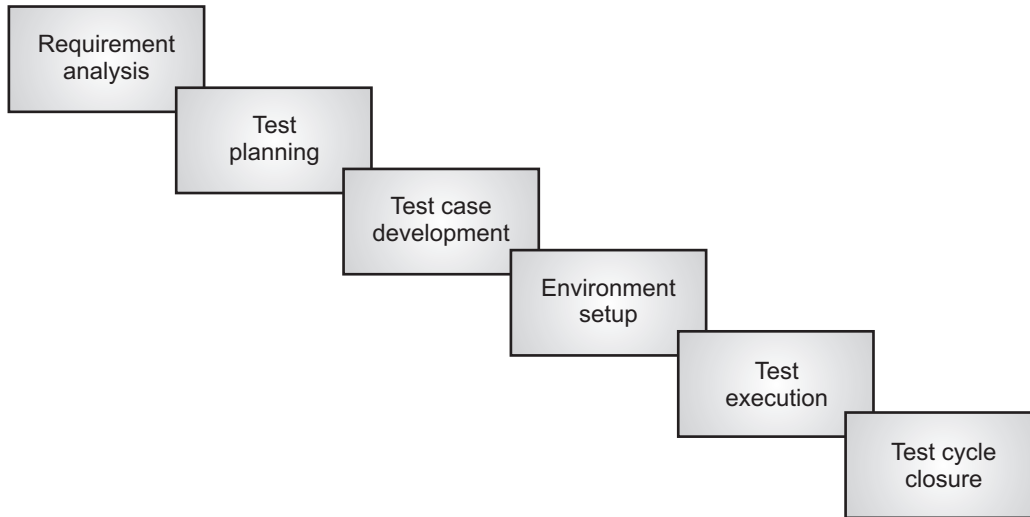 Requirement
analysis
Test
planning
Test case
development
Environment
setup
Test
execution
Test cycle
closure